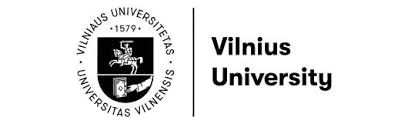 VILNIAUS UNIVERSITETAS
· 1579 ·
UNIVERSITAS VILNENSIS
Vilnius
University